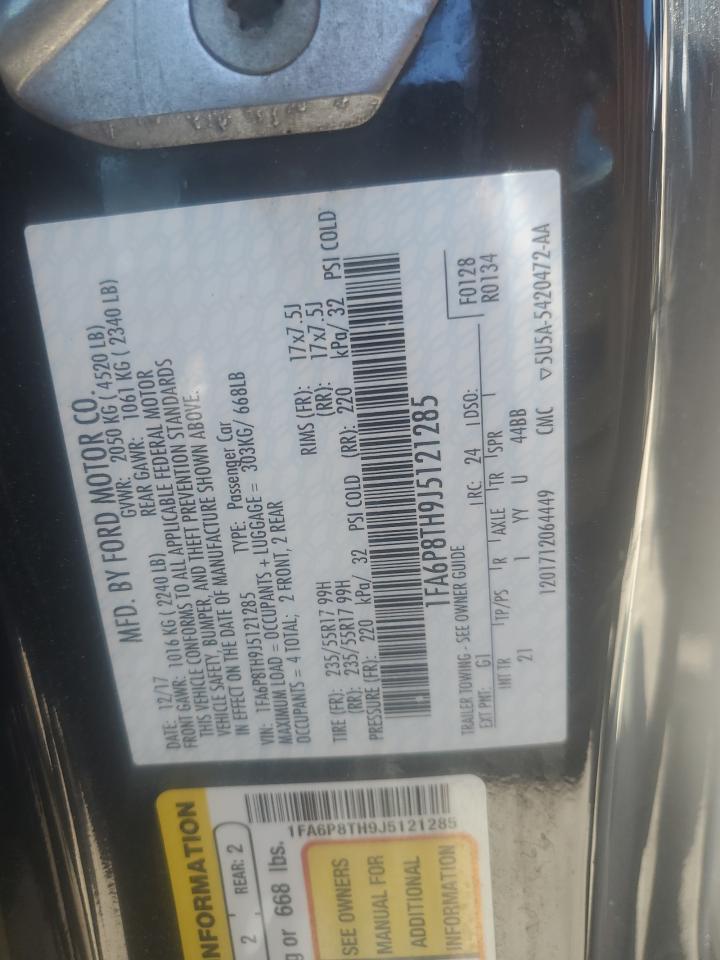 MFD. BY FORD MOTOR CO.
DATE: 12/17 GVWR: 2050 KG ( 4520 LB)
FRONT GAWR: 1016 KG ( 2240 LB) REAR GAWR: 1061 KG ( 2340 LB)
THIS VEHICLE CONFORMS TO ALL APPLICABLE FEDERAL MOTOR
VEHICLE SAFETY, BUMPER, AND THEFT PREVENTION STANDARDS
IN EFFECT ON THE DATE OF MANUFACTURE SHOWN ABOVE.
VIN: 1FA6P8TH9J5121285 TYPE: Passenger Car
MAXIMUM LOAD = OCCUPANTS + LUGGAGE = 303KG/ 668LB
OCCUPANTS = 4 TOTAL; 2 FRONT, 2 REAR
TIRE (FR): 235/55R17 99H RIMS (FR): 17x7.5J
(RR): 235/55R17 99H (RR): 17x7.5J
PRESSURE (FR): 220 kPa/ 32 PSI COLD (RR): 220 kPa/ 32 PSI COLD
1FA6P8TH9J5121285
TRAILER TOWING - SEE OWNER GUIDE
F0128
R0134
EXT PNT: G1 RC: 24 DSO:
INT TR TP/PS R AXLE TR SPR
21 I YY U 44BB
1201712064449 CMC ▽5U5A-5420472-AA
NFORMATION
2 , REAR: 2
g or 668 lbs.
1FA6P8TH9J5121285
SEE OWNERS
MANUAL FOR
ADDITIONAL
INFORMATION